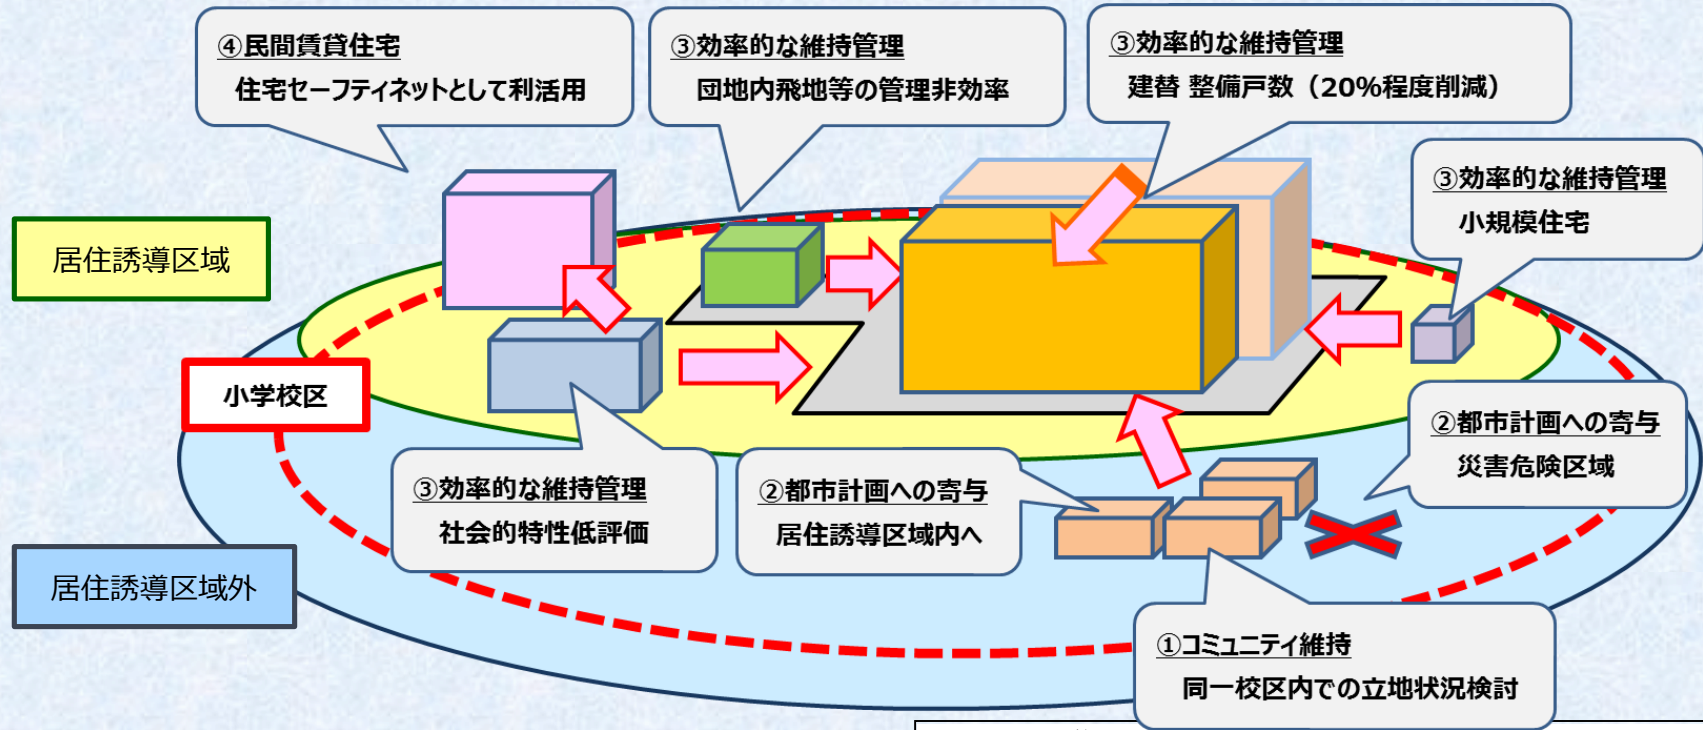 ④民間賃貸住宅
住宅セーフティネットとして利活用
③効率的な維持管理
団地内飛地等の管理非効率
③効率的な維持管理
建替 整備戸数（20%程度削減）
③効率的な維持管理
小規模住宅
居住誘導区域
小学校区
②都市計画への寄与
災害危険区域
③効率的な維持管理
社会的特性低評価
②都市計画への寄与
居住誘導区域内へ
居住誘導区域外
①コミュニティ維持
同一校区内での立地状況検討